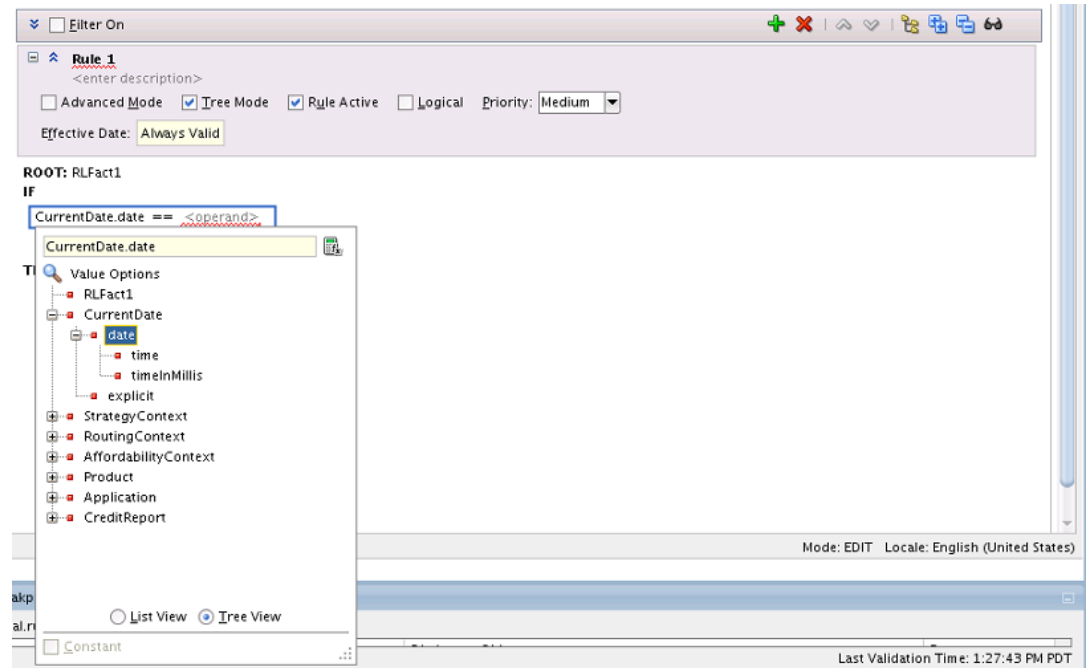 Filter On
Rule 1
<enter description>
Advanced Mode Tree Mode Rule Active Logical Priority: Medium
Effective Date: Always Valid
ROOT: RLFact1
IF
CurrentDate.date == <operand>
CurrentDate.date
Value Options
RLFact1
CurrentDate
date
time
timeInMillis
explicit
StrategyContext
RoutingContext
AffordabilityContext
Product
Application
CreditReport
Mode: EDIT Locale: English (United States)
List View Tree View
Constant
Last Validation Time: 1:27:43 PM PDT